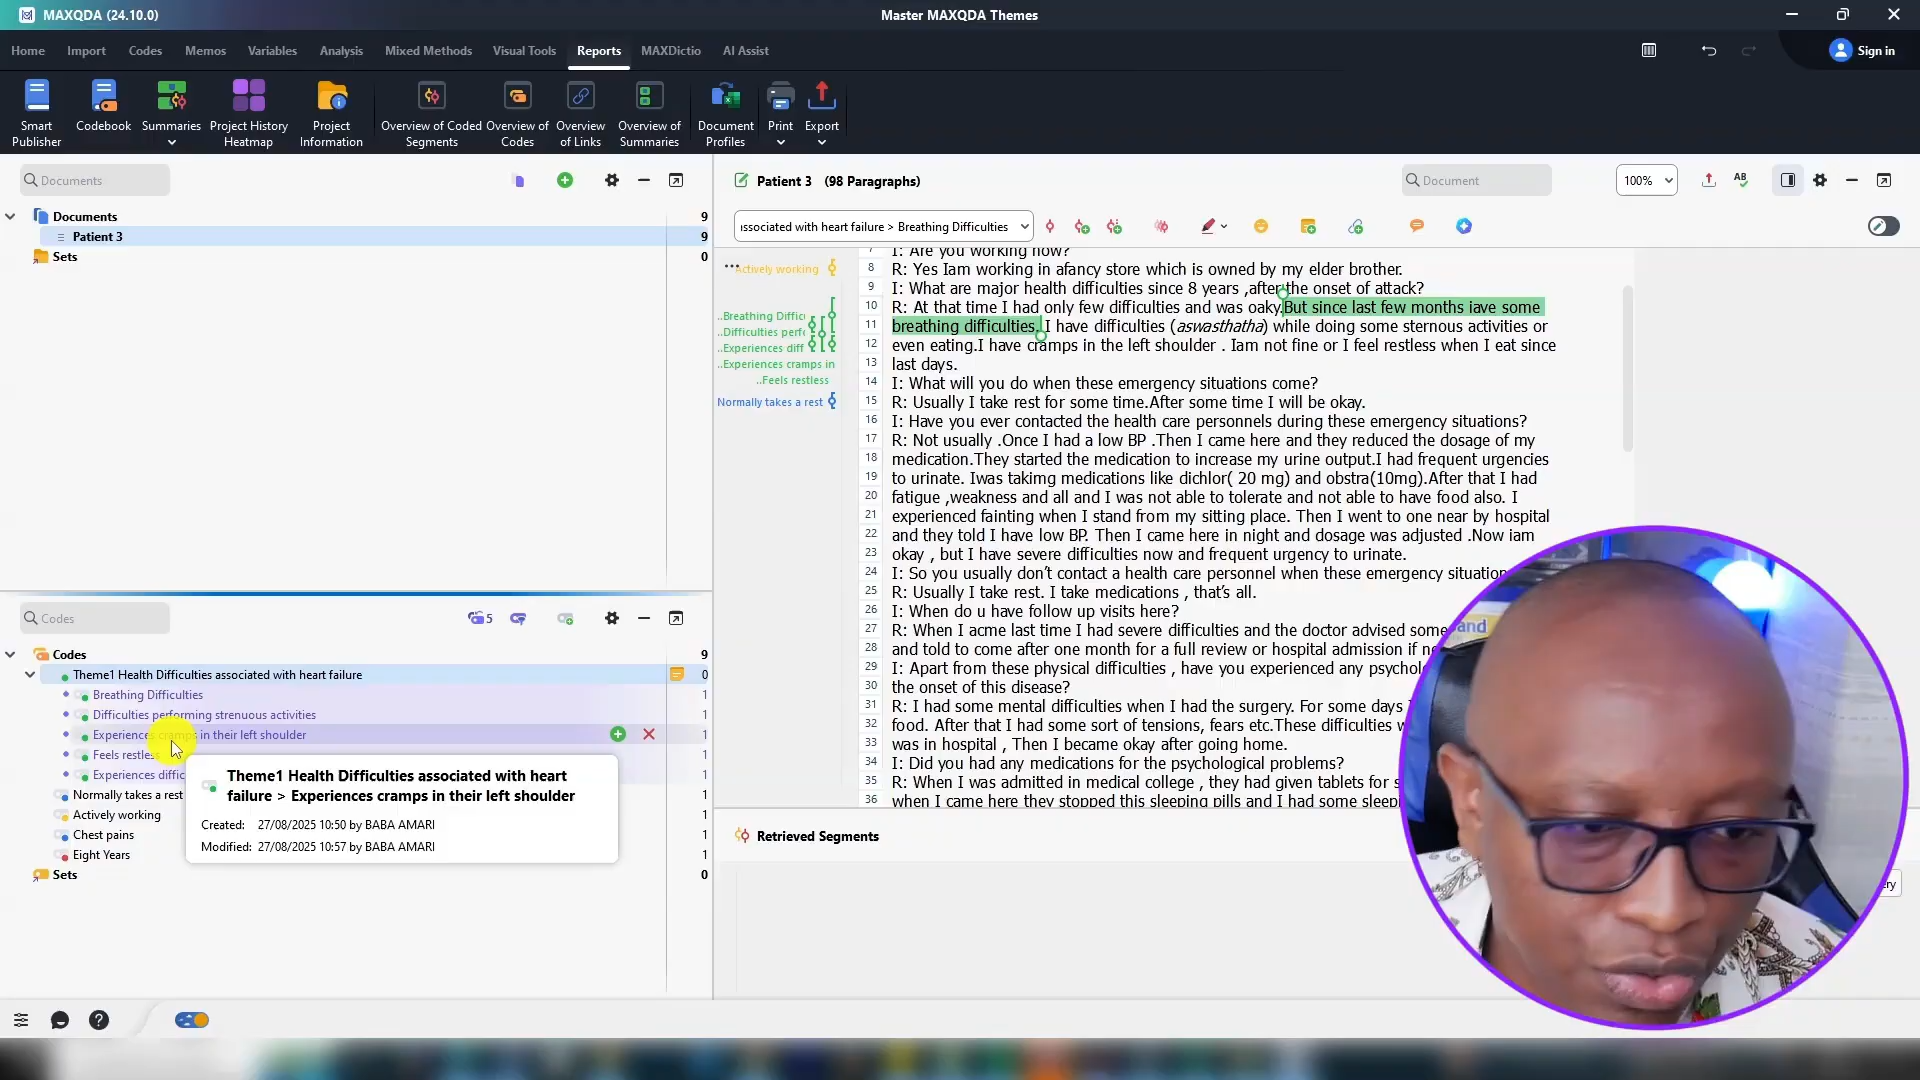 MAXQDA (24.10.0)
Master MAXQDA Themes
Home Import Codes Memos Variables Analysis Mixed Methods Visual Tools Reports MAXDictio AI Assist
Sign in
Smart Publisher
Codebook
Summaries
Project History Heatmap
Project Information
Overview of Coded Segments
Overview of Codes
Overview of Links
Overview of Summaries
Document Profiles
Print
Export
Documents
Documents 9
Patient 3 9
Sets 0
Codes
5
Codes 9
Theme1 Health Difficulties associated with heart failure 0
Breathing Difficulties 1
Difficulties performing strenuous activities 1
Experiences cramps in their left shoulder 1
Feels restless 1
Experiences diffic 1
Normally takes a rest 1
Actively working 1
Chest pains 1
Eight Years 1
Sets 0
Theme1 Health Difficulties associated with heart
failure > Experiences cramps in their left shoulder
Created: 27/08/2025 10:50 by BABA AMARI
Modified: 27/08/2025 10:57 by BABA AMARI
Patient 3 (98 Paragraphs)
Document
100%
associated with heart failure > Breathing Difficulties
Actively working
..Breathing Diffic
..Difficulties perfo
..Experiences diff
..Experiences cramps in
..Feels restless
Normally takes a rest
7 I: Are you working now?
8 R: Yes Iam working in afancy store which is owned by my elder brother.
9 I: What are major health difficulties since 8 years ,after the onset of attack?
10 R: At that time I had only few difficulties and was oaky.But since last few months iave some
11 breathing difficulties. I have difficulties (aswasthatha) while doing some sternous activities or
12 even eating.I have cramps in the left shoulder . Iam not fine or I feel restless when I eat since
13 last days.
14 I: What will you do when these emergency situations come?
15 R: Usually I take rest for some time.After some time I will be okay.
16 I: Have you ever contacted the health care personnels during these emergency situations?
17 R: Not usually .Once I had a low BP .Then I came here and they reduced the dosage of my
18 medication.They started the medication to increase my urine output.I had frequent urgencies
19 to urinate. Iwas takimg medications like dichlor( 20 mg) and obstra(10mg).After that I had
20 fatigue ,weakness and all and I was not able to tolerate and not able to have food also. I
21 experienced fainting when I stand from my sitting place. Then I went to one near by hospital
22 and they told I have low BP. Then I came here in night and dosage was adjusted .Now iam
23 okay , but I have severe difficulties now and frequent urgency to urinate.
24 I: So you usually don't contact a health care personnel when these emergency situation
25 R: Usually I take rest. I take medications , that's all.
26 I: When do u have follow up visits here?
27 R: When I acme last time I had severe difficulties and the doctor advised some
28 and told to come after one month for a full review or hospital admission if ne
29 I: Apart from these physical difficulties , have you experienced any psychol
30 the onset of this disease?
31 R: I had some mental difficulties when I had the surgery. For some days
32 food. After that I had some sort of tensions, fears etc.These difficulties w
33 was in hospital , Then I became okay after going home.
34 I: Did you had any medications for the psychological problems?
35 R: When I was admitted in medical college , they had given tablets for s
36 when I came here they stopped this sleeping pills and I had some sleep
Retrieved Segments
ery
and